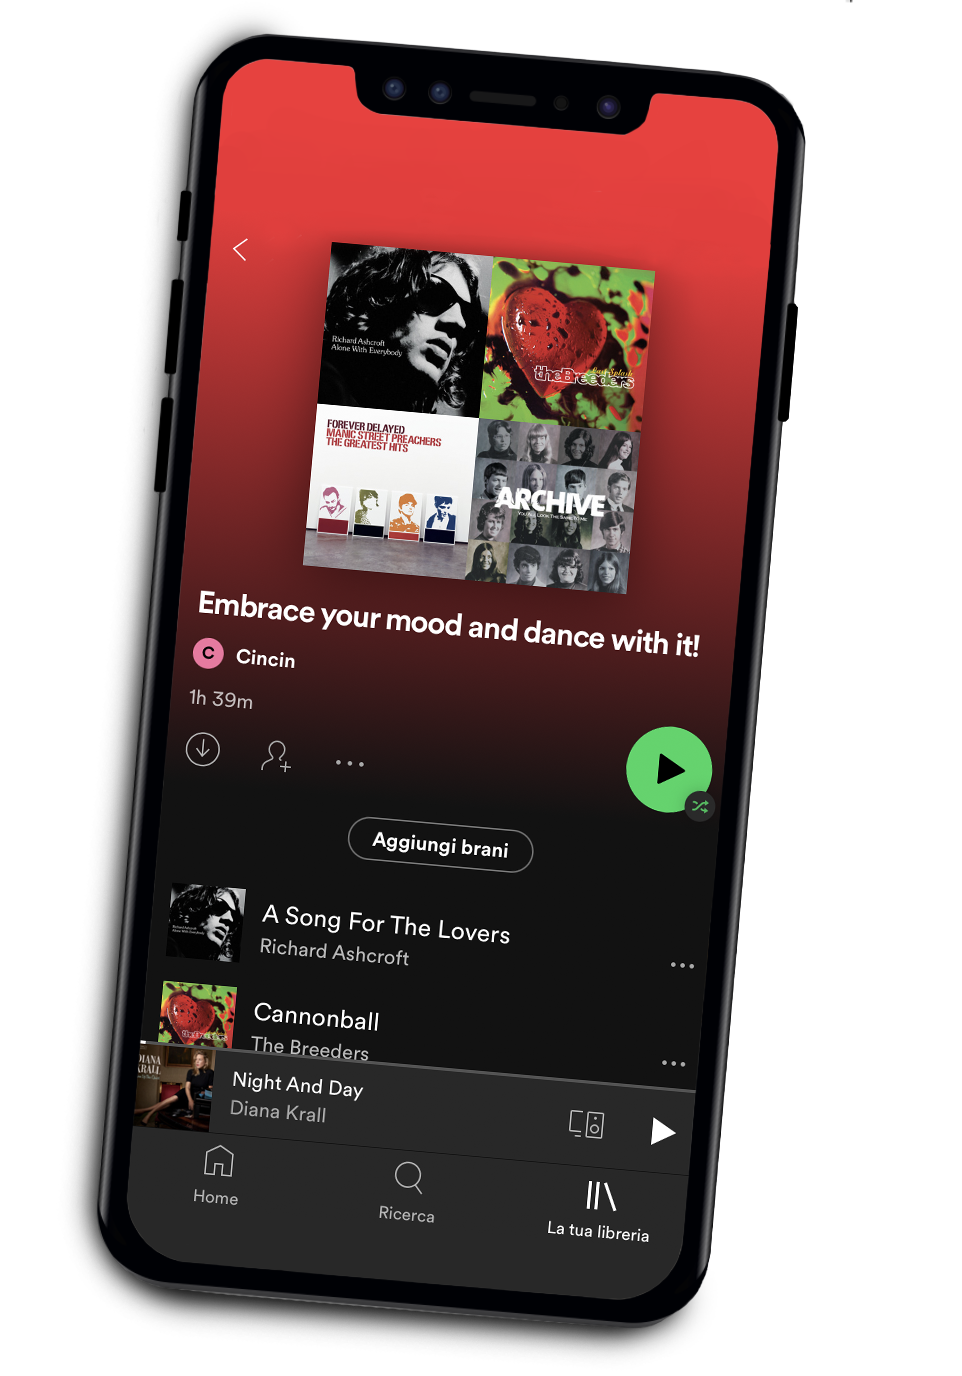 Richard Ashcroft
Alone With Everybody
Last Splash
theBreeders
FOREVER DELAYED
MANIC STREET PREACHERS
THE GREATEST HITS
ARCHIVE
You All Look The Same To Me
Embrace your mood and dance with it!
C Cincin
1h 39m
Aggiungi brani
A Song For The Lovers
Richard Ashcroft
Cannonball
The Breeders
DIANA
KRALL
Night And Day
Diana Krall
Home
Ricerca
La tua libreria